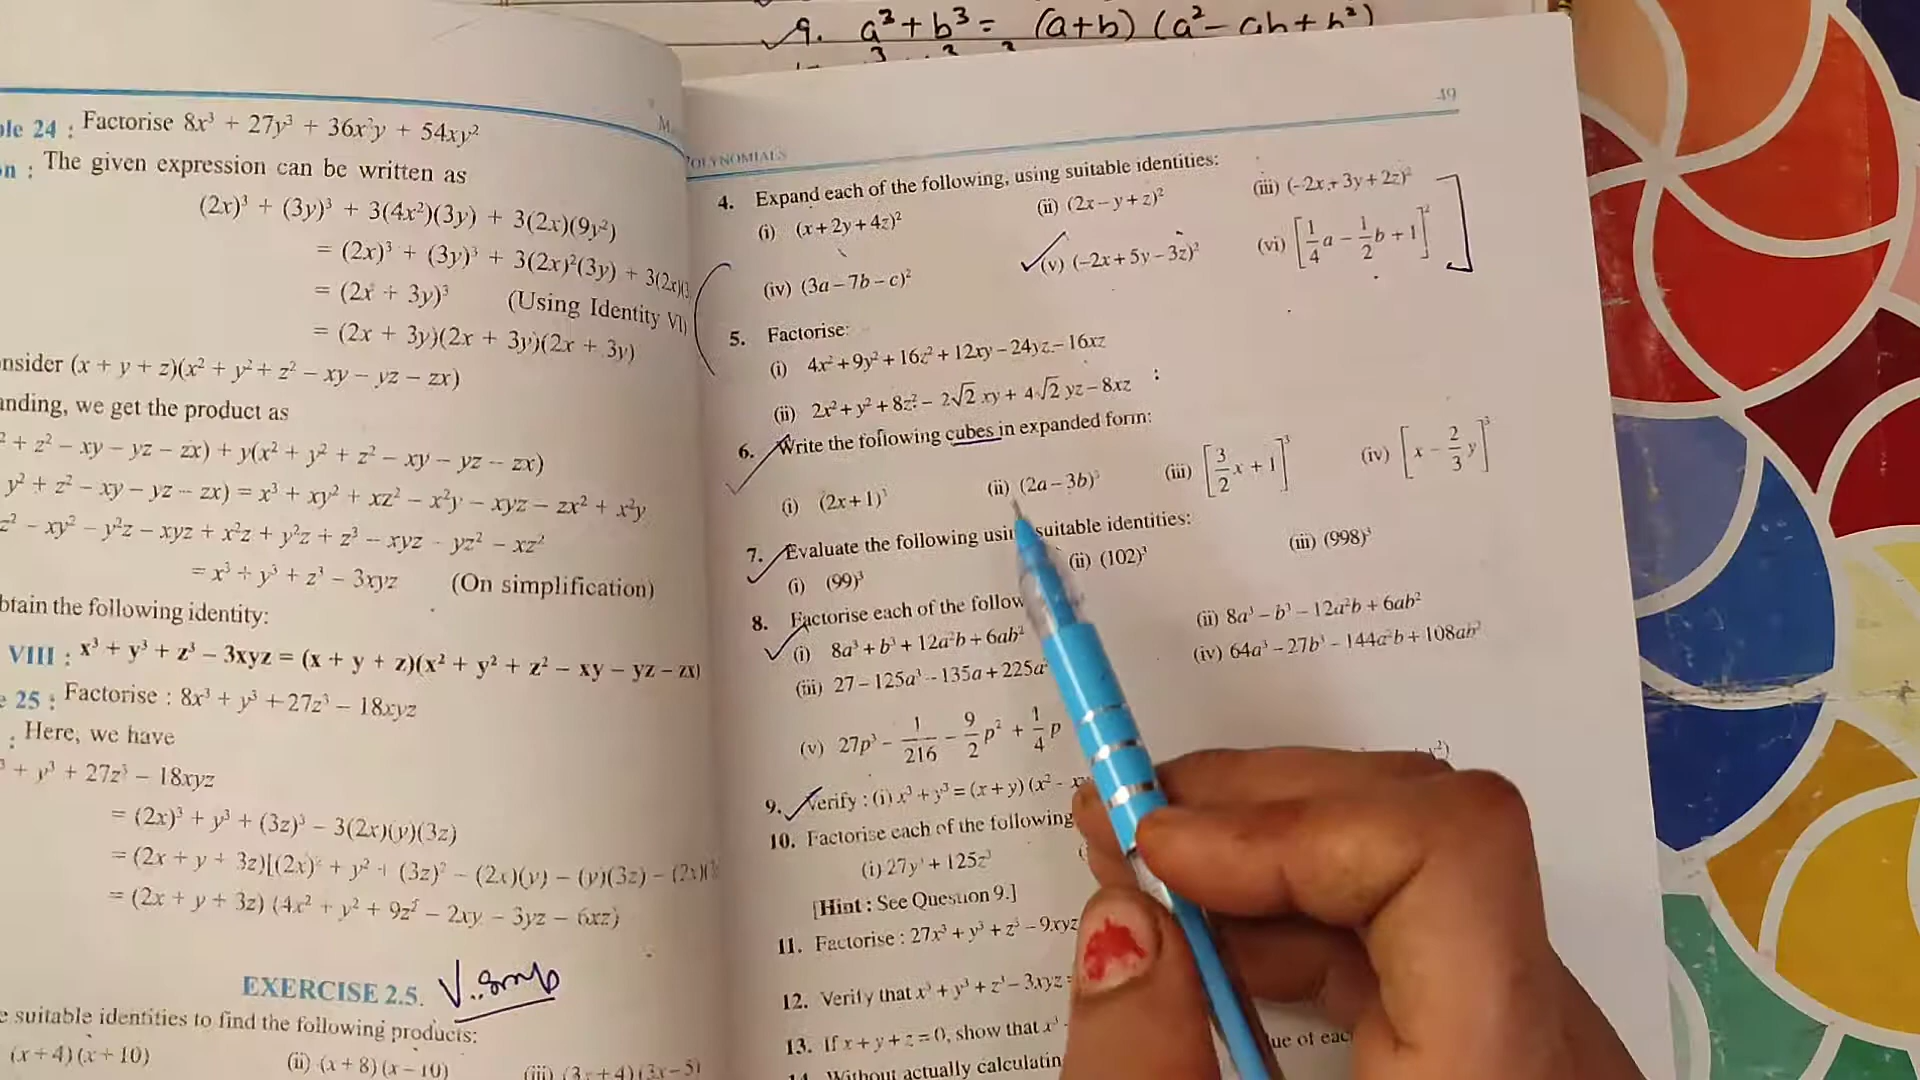 9. a³ + b³ = (a+b) (a² - ab + b²)
49
POLYNOMIALS
24 : Factorise 8x³ + 27y³ + 36x²y + 54xy²
: The given expression can be written as
(2x)³ + (3y)³ + 3(4x²)(3y) + 3(2x)(9y²)
= (2x)³ + (3y)³ + 3(2x)²(3y) + 3(2x)(3
= (2x + 3y)³ (Using Identity VI)
= (2x + 3y)(2x + 3y)(2x + 3y)
(x + y + z)(x² + y² + z² – xy – yz – zx)
we get the product as
+ z² – xy – yz – zx) + y(x² + y² + z² – xy – yz – zx)
y² + z² – xy – yz – zx) = x³ + xy² + xz² – x²y – xyz – zx² + x²y
– xy² – y²z – xyz + x²z + y²z + z³ – xyz – yz² – xz²
= x³ + y³ + z³ – 3xyz (On simplification)
the following identity:
VIII : x³ + y³ + z³ – 3xyz = (x + y + z)(x² + y² + z² – xy – yz – zx)
25 : Factorise : 8x³ + y³ + 27z³ – 18xyz
: Here, we have
+ y³ + 27z³ – 18xyz
= (2x)³ + y³ + (3z)³ – 3(2x)(y)(3z)
= (2x + y + 3z)[(2x)² + y² + (3z)² – (2x)(y) – (y)(3z) – (2x)(
= (2x + y + 3z) (4x² + y² + 9z² – 2xy – 3yz – 6xz)
EXERCISE 2.5 V.Imp
suitable identities to find the following products:
(x + 4) (x + 10) (ii) (x + 8) (x – 10) (iii) (3x + 4) (3x – 5)
4. Expand each of the following, using suitable identities:
(i) (x + 2y + 4z)² (ii) (2x – y + z)² (iii) (–2x + 3y + 2z)²
(iv) (3a – 7b – c)² (v) (–2x + 5y – 3z)² (vi) [1/4 a – 1/2 b + 1]²
5. Factorise:
(i) 4x² + 9y² + 16z² + 12xy – 24yz – 16xz
(ii) 2x² + y² + 8z² – 2√2 xy + 4√2 yz – 8xz
6. Write the following cubes in expanded form:
(i) (2x + 1)³ (ii) (2a – 3b)³ (iii) [3/2 x + 1]³ (iv) [x – 2/3 y]³
7. Evaluate the following using suitable identities:
(i) (99)³ (ii) (102)³ (iii) (998)³
8. Factorise each of the
(i) 8a³ + b³ + 12a²b + 6ab² (ii) 8a³ – b³ – 12a²b + 6ab²
(iii) 27 – 125a³ – 135a + 225a (iv) 64a³ – 27b³ – 144a²b + 108ab²
(v) 27p³ – 1/216 – 9/2 p² + 1/4 p
9. Verify : (i) x³ + y³ = (x + y) (x² –
10. Factorise each of the following
(i) 27y³ + 125z³
[Hint : See Question 9.]
11. Factorise : 27x³ + y³ + z³ – 9xyz
12. Verify that x³ + y³ + z³ – 3xyz =
13. If x + y + z = 0, show that x³
14. Without actually